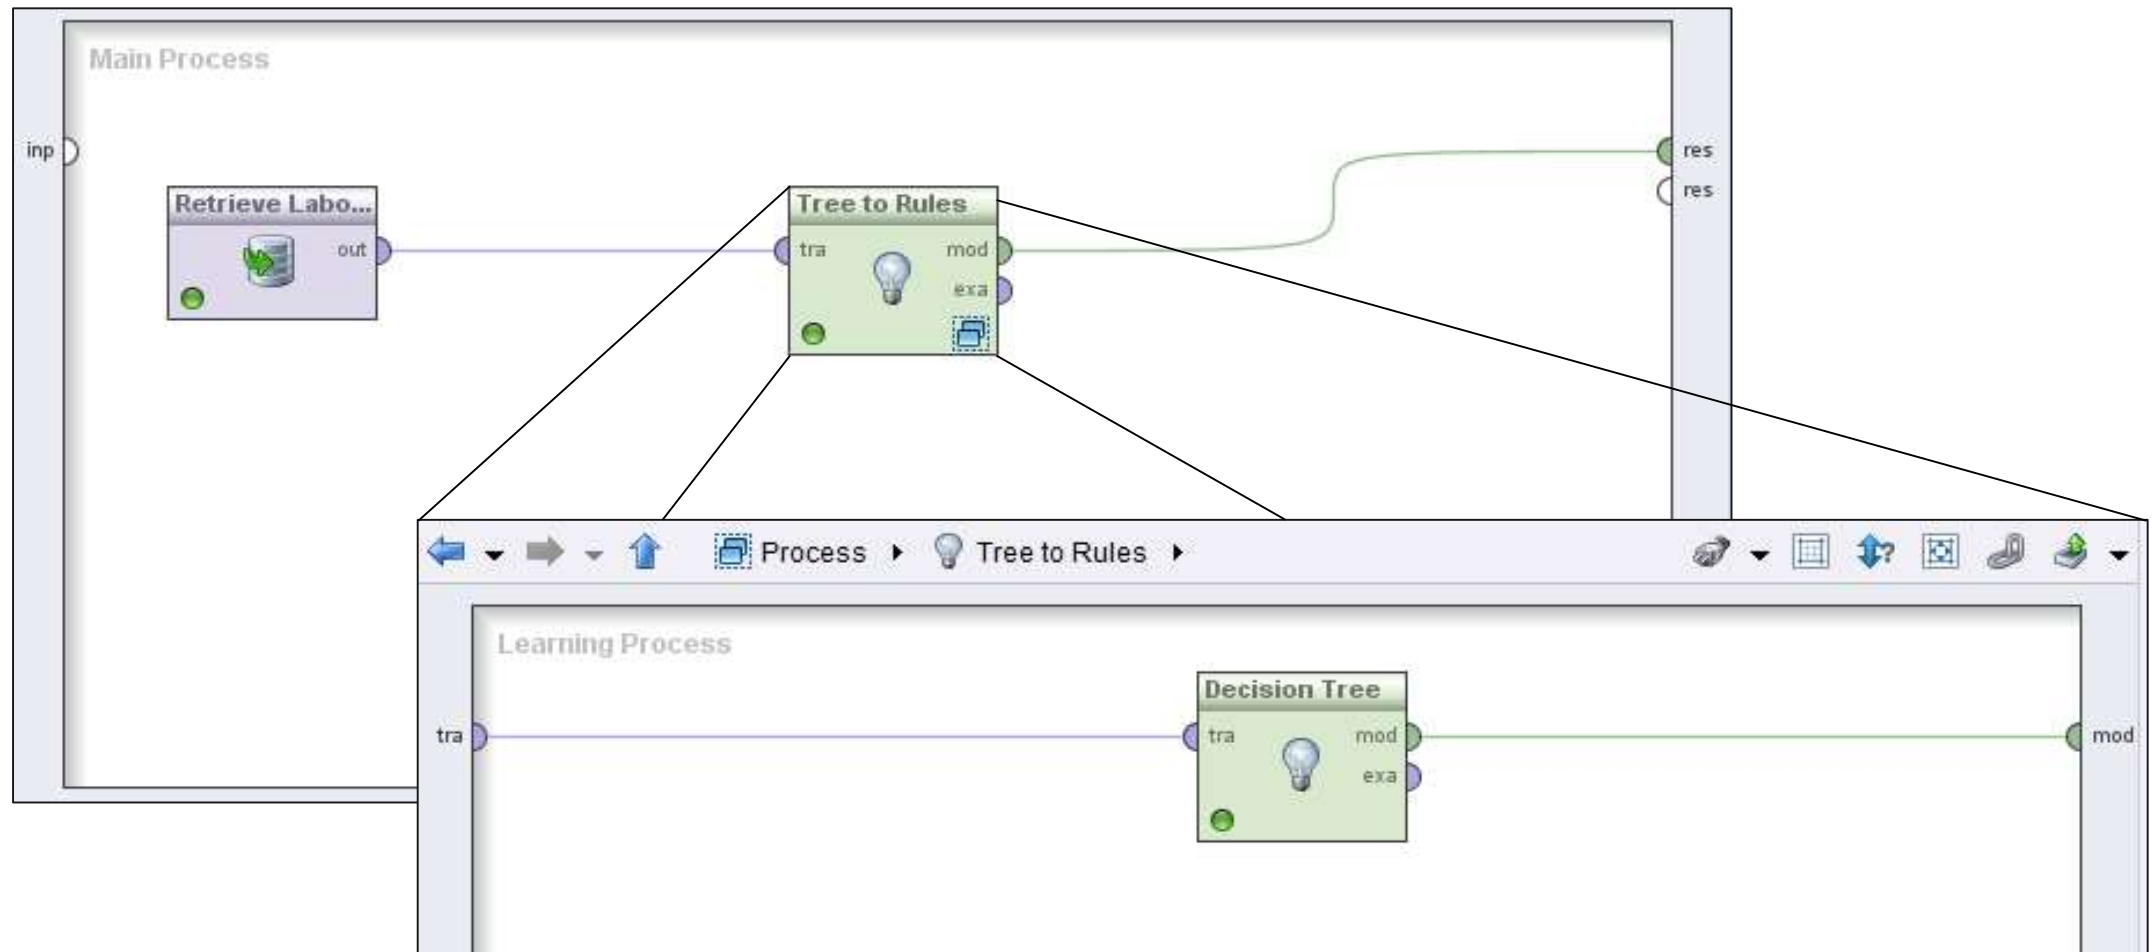 Main Process
inp
res
res
Retrieve Labo...
out
Tree to Rules
tra
mod
exa
Process
Tree to Rules
?
Learning Process
tra
Decision Tree
tra
mod
exa
mod